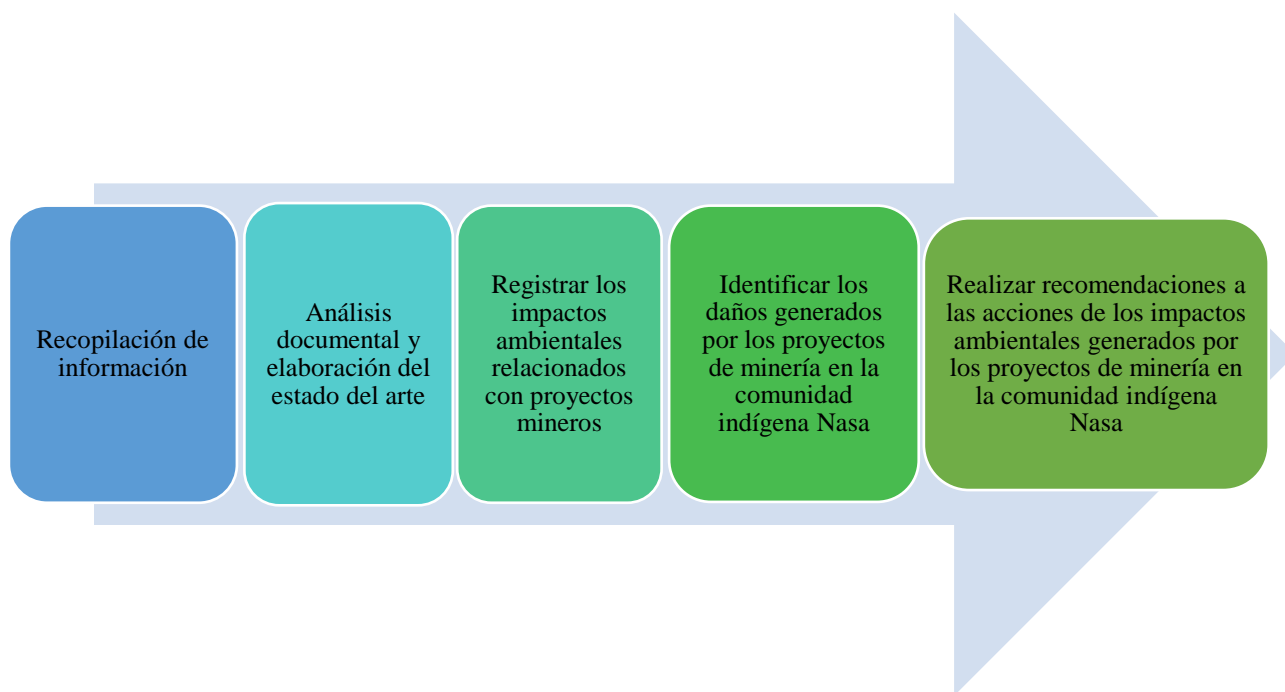 Recopilación de
información
Análisis
documental y
elaboración del
estado del arte
Registrar los
impactos
ambientales
relacionados
con proyectos
mineros
Identificar los
daños generados
por los proyectos
de minería en la
comunidad
indígena Nasa
Realizar recomendaciones a
las acciones de los impactos
ambientales generados por
los proyectos de minería en
la comunidad indígena
Nasa